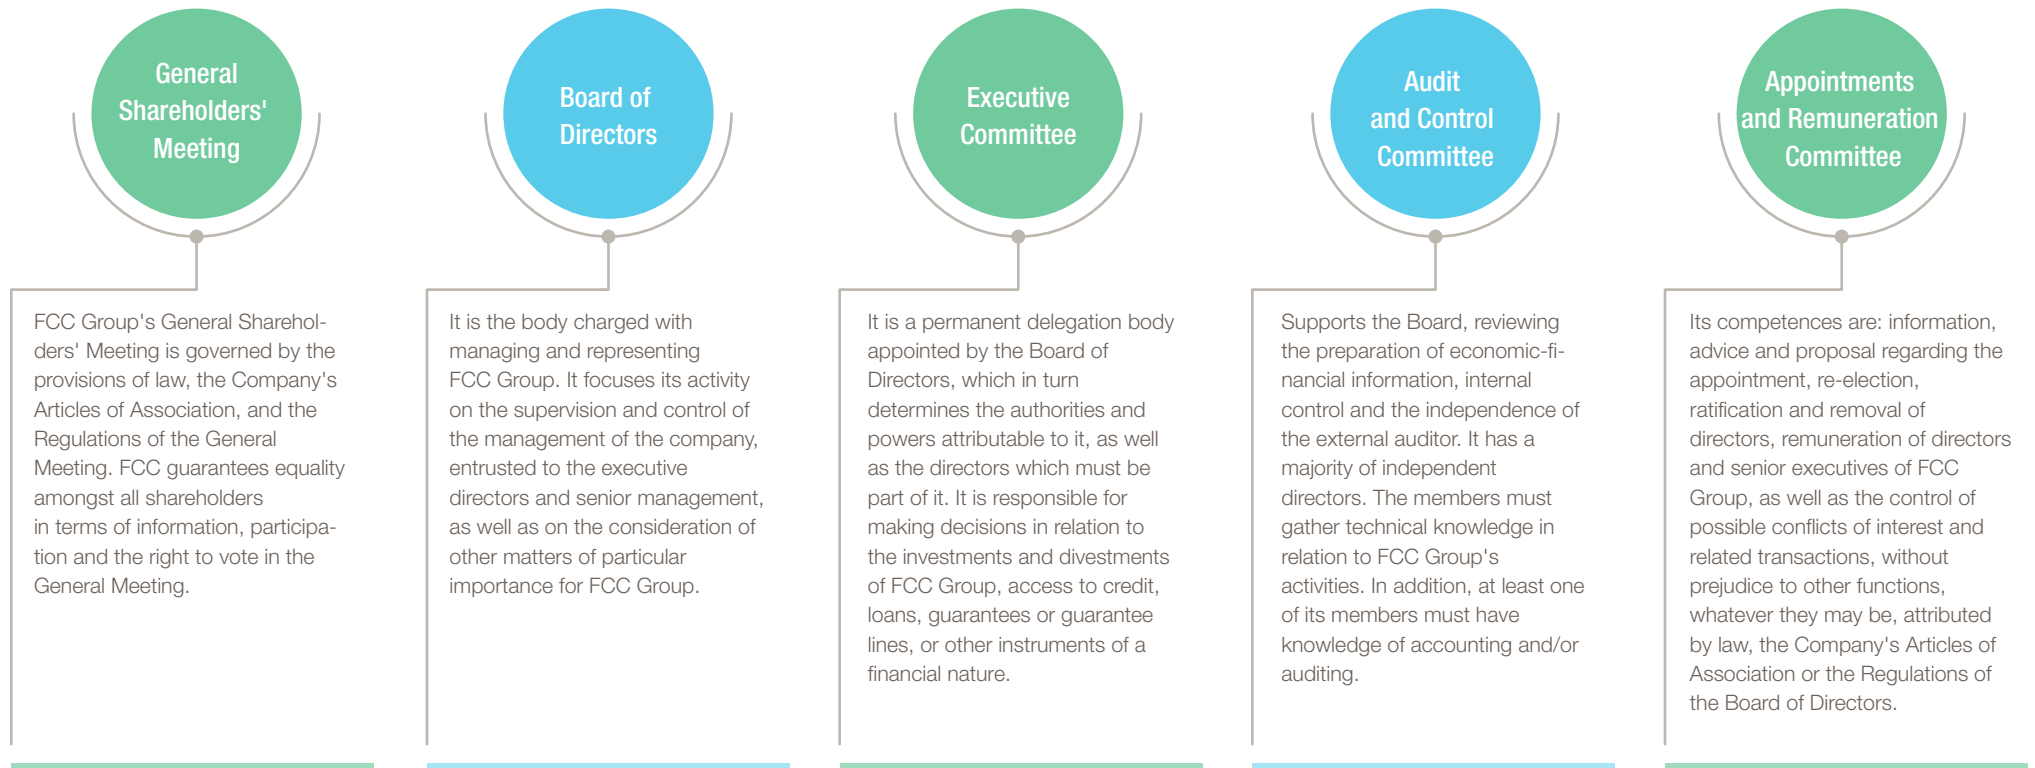 General
Shareholders'
Meeting
FCC Group's General Sharehol-
ders' Meeting is governed by the
provisions of law, the Company's
Articles of Association, and the
Regulations of the General
Meeting. FCC guarantees equality
amongst all shareholders
in terms of information, participa-
tion and the right to vote in the
General Meeting.
Board of
Directors
It is the body charged with
managing and representing
FCC Group. It focuses its activity
on the supervision and control of
the management of the company,
entrusted to the executive
directors and senior management,
as well as on the consideration of
other matters of particular
importance for FCC Group.
Executive
Committee
It is a permanent delegation body
appointed by the Board of
Directors, which in turn
determines the authorities and
powers attributable to it, as well
as the directors which must be
part of it. It is responsible for
making decisions in relation to
the investments and divestments
of FCC Group, access to credit,
loans, guarantees or guarantee
lines, or other instruments of a
financial nature.
Audit
and Control
Committee
Supports the Board, reviewing
the preparation of economic-fi-
nancial information, internal
control and the independence of
the external auditor. It has a
majority of independent
directors. The members must
gather technical knowledge in
relation to FCC Group's
activities. In addition, at least one
of its members must have
knowledge of accounting and/or
auditing.
Appointments
and Remuneration
Committee
Its competences are: information,
advice and proposal regarding the
appointment, re-election,
ratification and removal of
directors, remuneration of directors
and senior executives of FCC
Group, as well as the control of
possible conflicts of interest and
related transactions, without
prejudice to other functions,
whatever they may be, attributed
by law, the Company's Articles of
Association or the Regulations of
the Board of Directors.